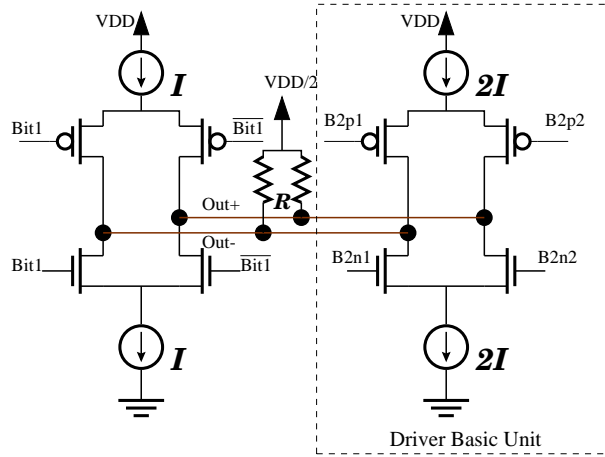 VDD
VDD
I
VDD/2
2I
Bit1
Bit1
B2p1
B2p2
R
Out+
Out-
Bit1
Bit1
B2n1
B2n2
I
2I
Driver Basic Unit